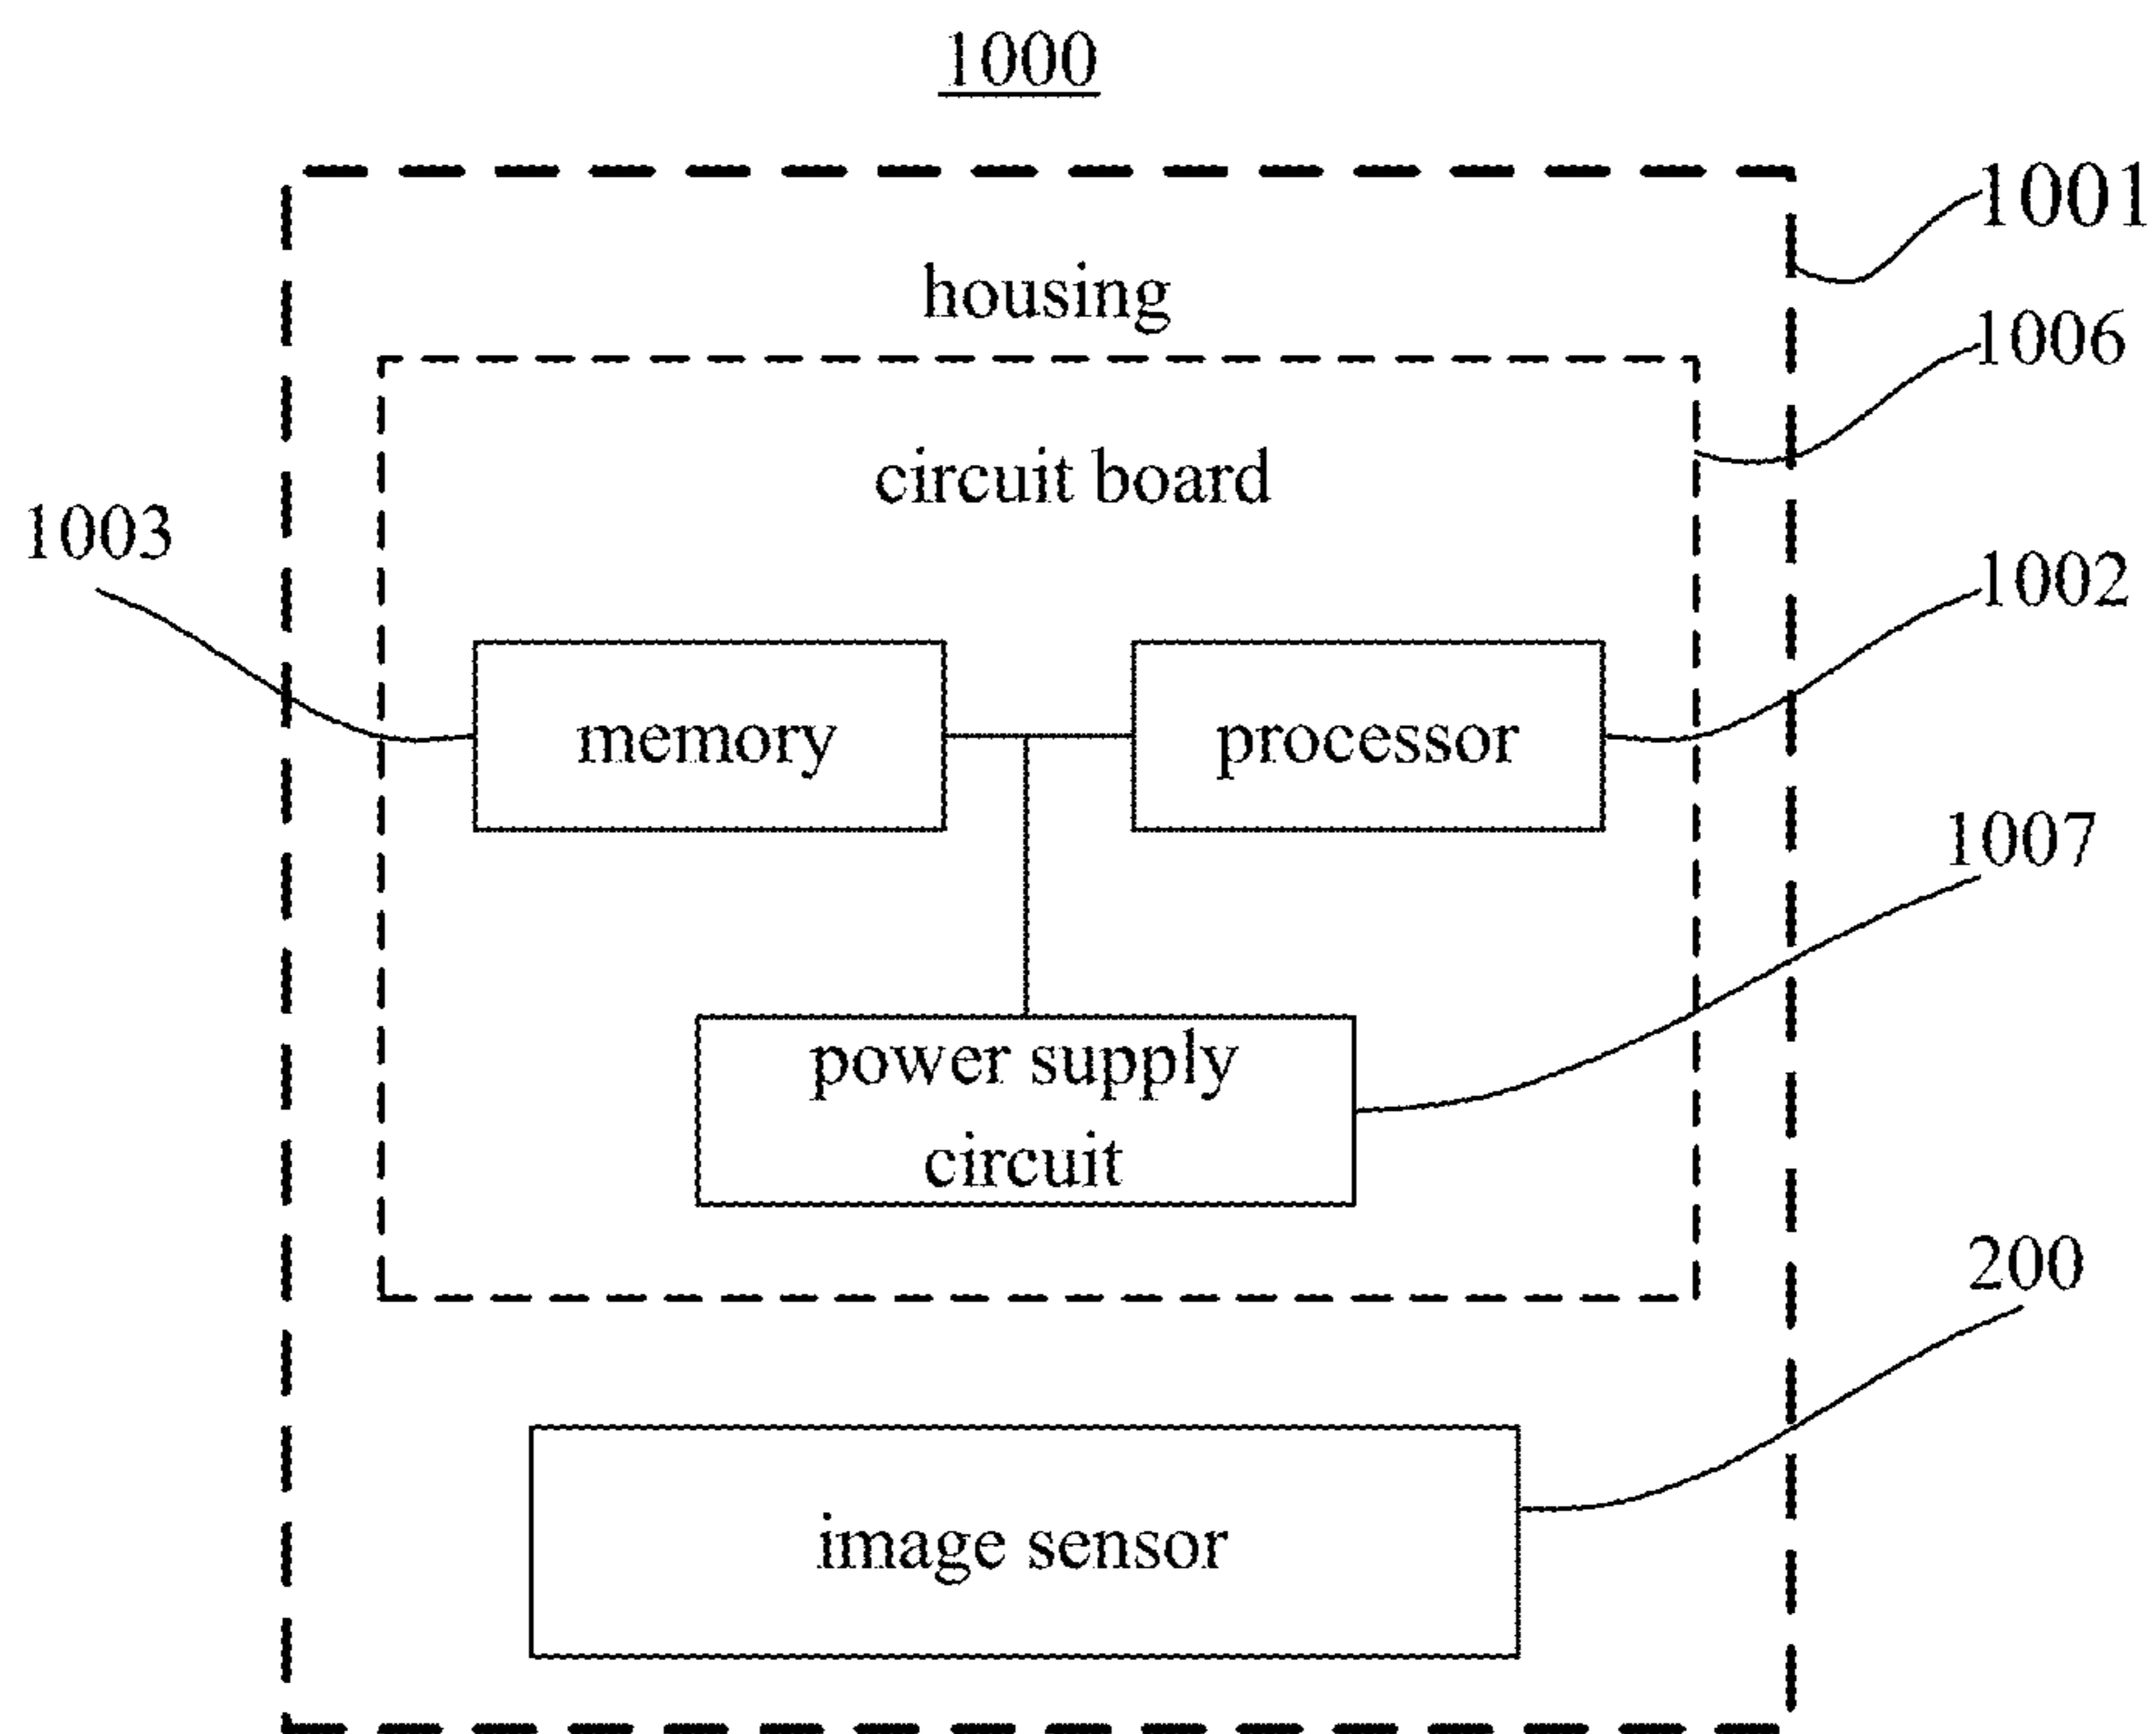 1000
1001
housing
1006
circuit board
1003
1002
memory
processor
1007
power supply
circuit
200
image sensor